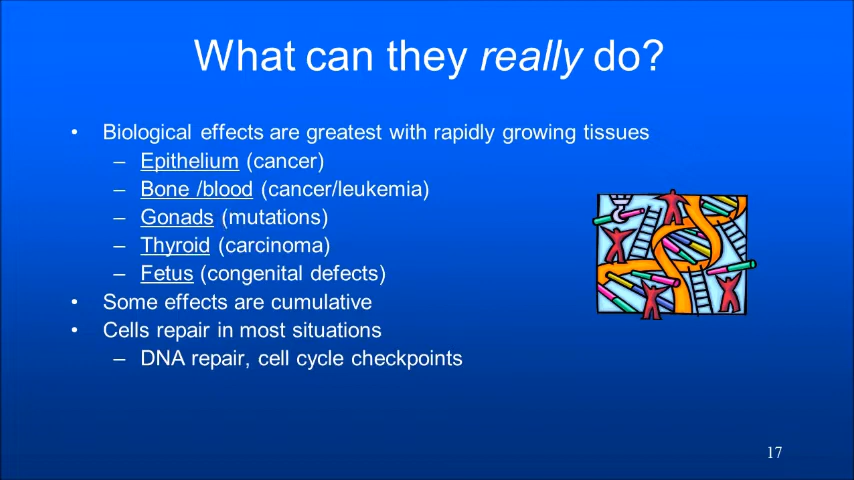 What can they really do?
• Biological effects are greatest with rapidly growing tissues
– Epithelium (cancer)
– Bone /blood (cancer/leukemia)
– Gonads (mutations)
– Thyroid (carcinoma)
– Fetus (congenital defects)
• Some effects are cumulative
• Cells repair in most situations
– DNA repair, cell cycle checkpoints
17